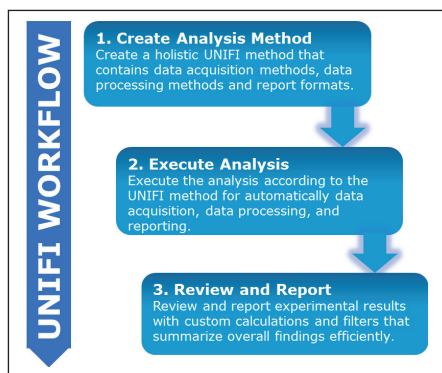 UNIFI WORKFLOW
1. Create Analysis Method
Create a holistic UNIFI method that
contains data acquisition methods, data
processing methods and report formats.
2. Execute Analysis
Execute the analysis according to the
UNIFI method for automatically data
acquisition, data processing, and
reporting.
3. Review and Report
Review and report experimental results
with custom calculations and filters that
summarize overall findings efficiently.